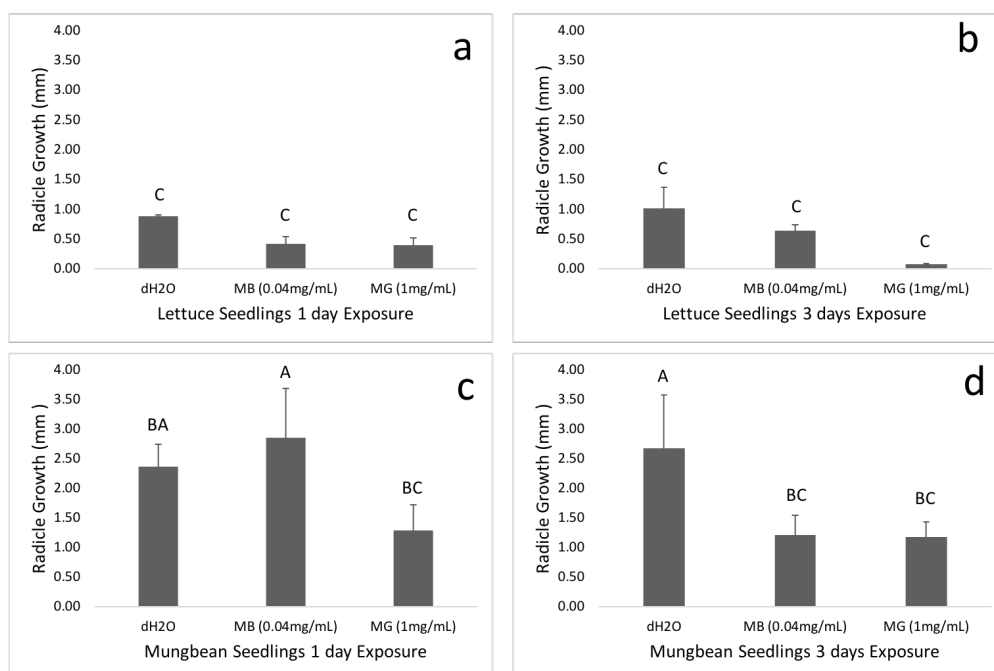 a
4.00
3.50
3.00
2.50
2.00
1.50
1.00
0.50
0.00
Radicle Growth (mm)
C
C
C
dH2O MB (0.04mg/mL) MG (1mg/mL)
Lettuce Seedlings 1 day Exposure
b
4.00
3.50
3.00
2.50
2.00
1.50
1.00
0.50
0.00
Radicle Growth (mm )
C
C
C
dH2O MB (0.04mg/mL) MG (1mg/mL)
Lettuce Seedlings 3 days Exposure
c
4.00
3.50
3.00
2.50
2.00
1.50
1.00
0.50
0.00
Radicle Growth (mm )
BA
A
BC
dH2O MB (0.04mg/mL) MG (1mg/mL)
Mungbean Seedlings 1 day Exposure
d
4.00
3.50
3.00
2.50
2.00
1.50
1.00
0.50
0.00
Radicle Growth (mm )
A
BC
BC
dH2O MB (0.04mg/mL) MG (1mg/mL)
Mungbean Seedlings 3 days Exposure